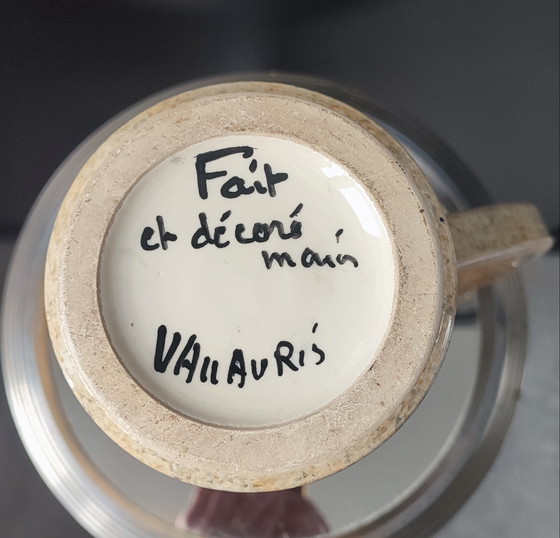 Fait
et décoré
main
VAllAURiS